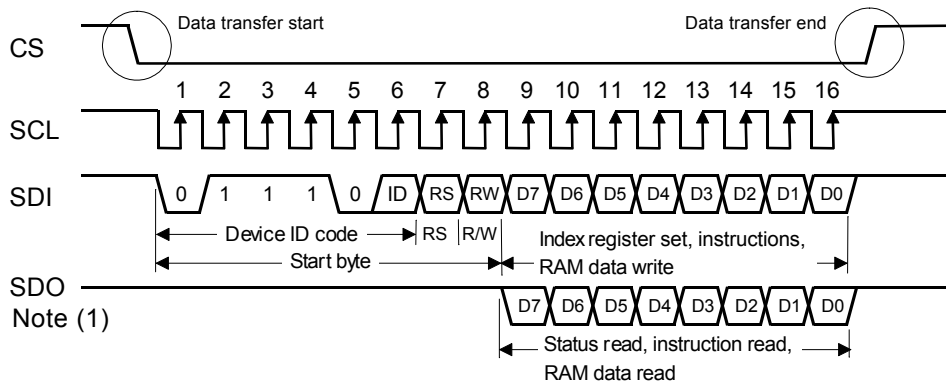 Data transfer start
Data transfer end
CS
1 2 3 4 5 6 7 8 9 10 11 12 13 14 15 16
SCL
SDI
0 1 1 1 0 ID RS RW D7 D6 D5 D4 D3 D2 D1 D0
Device ID code RS R/W
Index register set, instructions,
Start byte
RAM data write
SDO
Note (1)
D7 D6 D5 D4 D3 D2 D1 D0
Status read, instruction read,
RAM data read